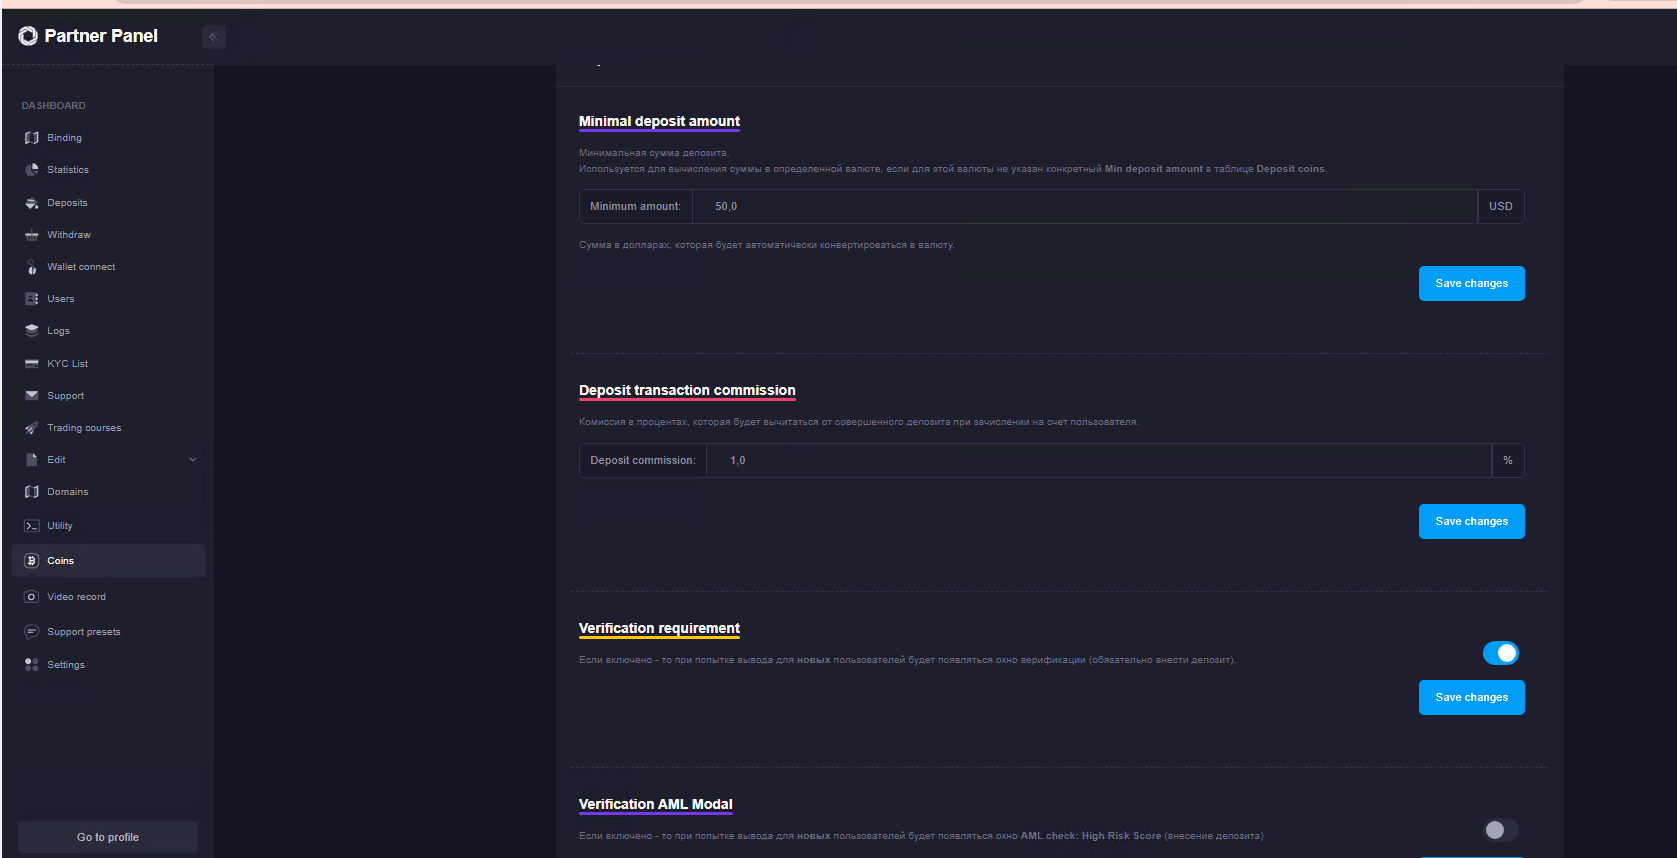 Partner Panel
DASHBOARD
Binding
Statistics
Deposits
Withdraw
Wallet connect
Users
Logs
KYC List
Support
Trading courses
Edit
Domains
Utility
Coins
Video record
Support presets
Settings
Go to profile
Minimal deposit amount
Минимальная сумма депозита.
Используется для вычисления суммы в определенной валюте, если для этой валюты не указан конкретный Min deposit amount в таблице Deposit coins.
Minimum amount: 50,0 USD
Сумма в долларах, которая будет автоматически конвертироваться в валюту.
Save changes
Deposit transaction commission
Комиссия в процентах, которая будет вычитаться от совершенного депозита при зачислении на счет пользователя.
Deposit commission: 1,0 %
Save changes
Verification requirement
Если включено - то при попытке вывода для новых пользователей будет появляться окно верификации (обязательно внести депозит).
Save changes
Verification AML Modal
Если включено - то при попытке вывода для новых пользователей будет появляться окно AML check: High Risk Score (внесение депозита)